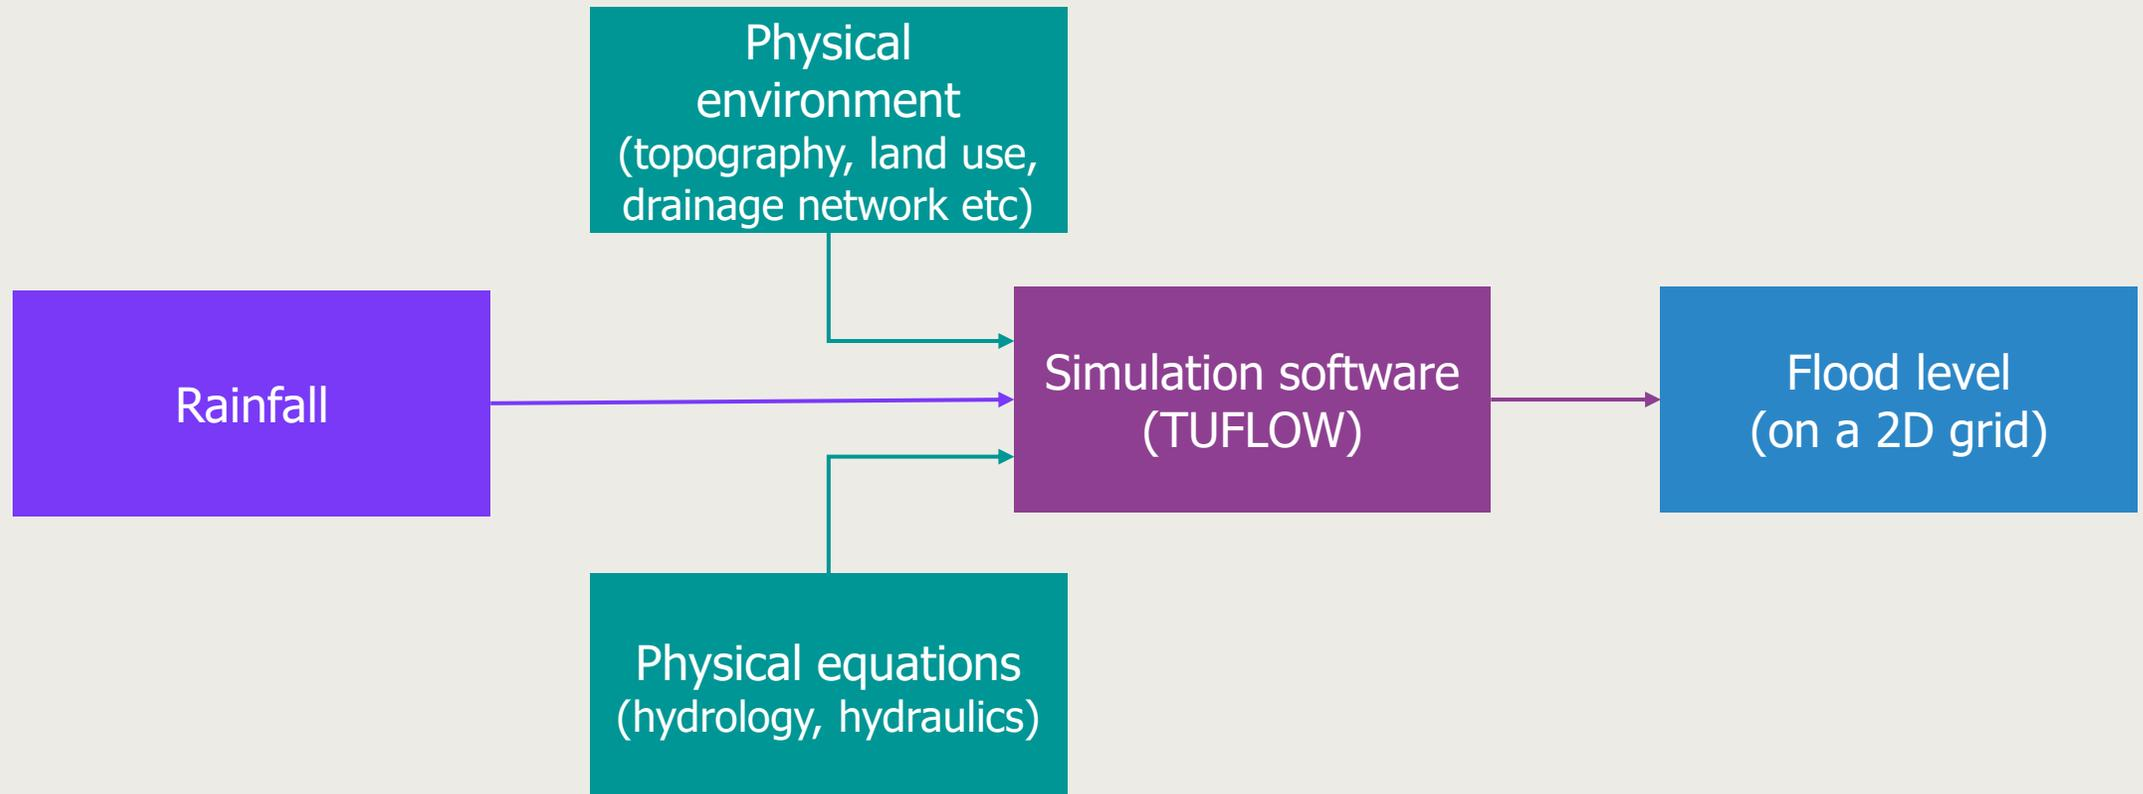 Physical
environment
(topography, land use,
drainage network etc)
Rainfall
Simulation software
(TUFLOW)
Flood level
(on a 2D grid)
Physical equations
(hydrology, hydraulics)